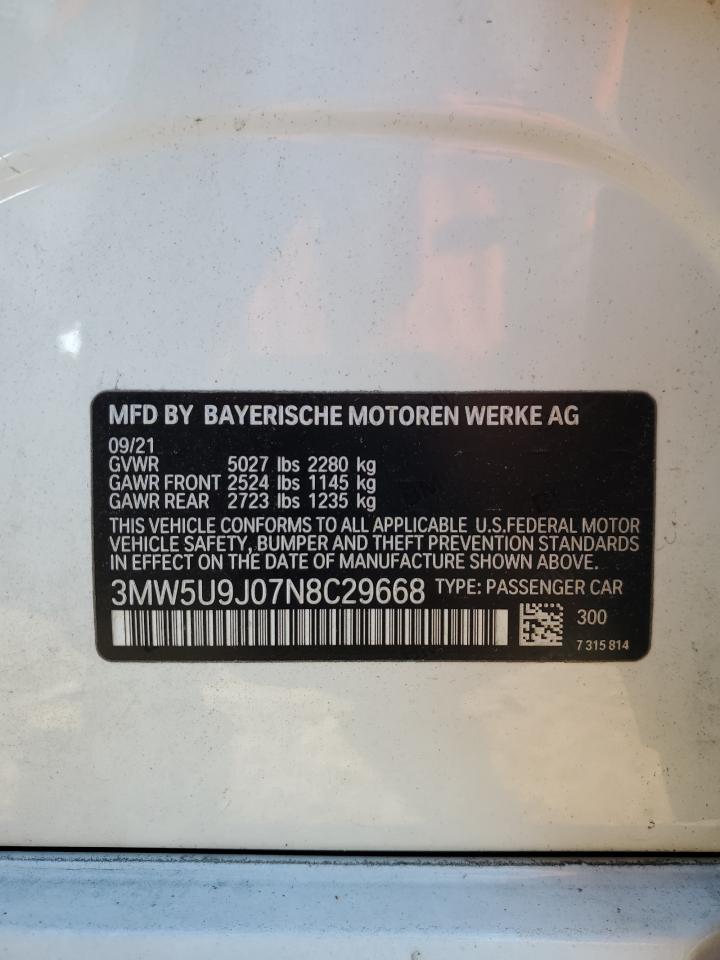 MFD BY BAYERISCHE MOTOREN WERKE AG
09/21
GVWR 5027 lbs 2280 kg
GAWR FRONT 2524 lbs 1145 kg
GAWR REAR 2723 lbs 1235 kg
THIS VEHICLE CONFORMS TO ALL APPLICABLE U.S.FEDERAL MOTOR
VEHICLE SAFETY, BUMPER AND THEFT PREVENTION STANDARDS
IN EFFECT ON THE DATE OF MANUFACTURE SHOWN ABOVE.
3MW5U9J07N8C29668 TYPE: PASSENGER CAR
300
7 315 814